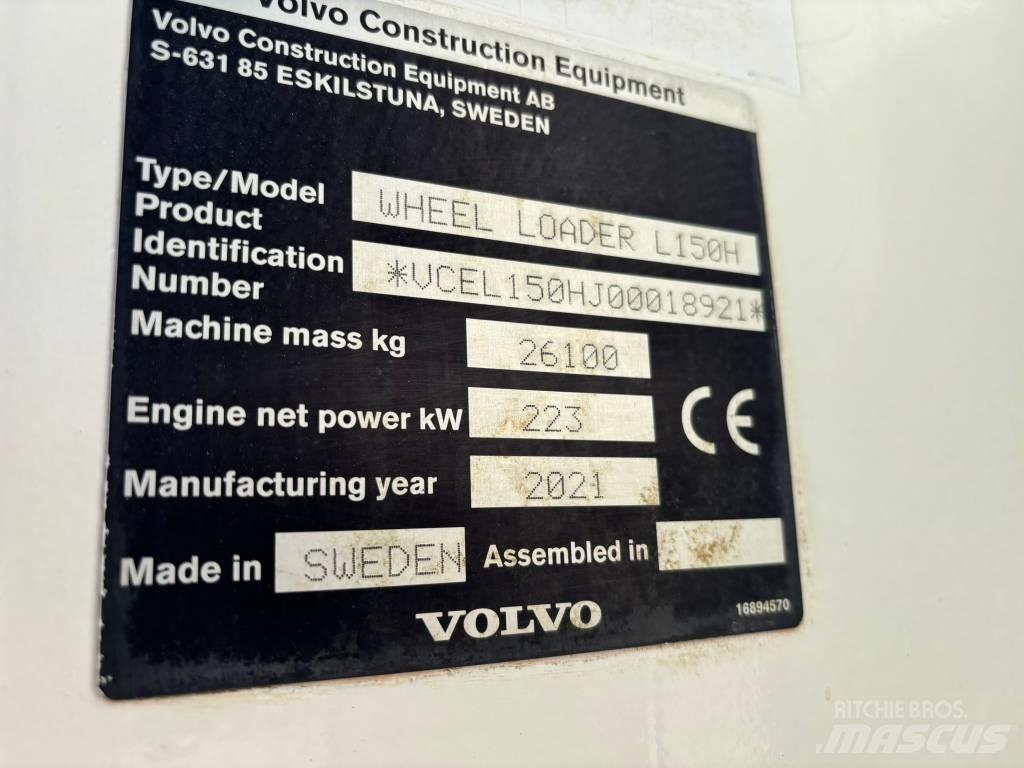 Volvo Construction Equipment
Volvo Construction Equipment AB
S-631 85 ESKILSTUNA, SWEDEN
Type/Model WHEEL LOADER L150H
Product
Identification
Number *VCEL150HJ00018921*
Machine mass kg 26100
Engine net power kW 223
CE
Manufacturing year 2021
Made in SWEDEN Assembled in
VOLVO
16894570
RITCHIE BROS.
MASCUS